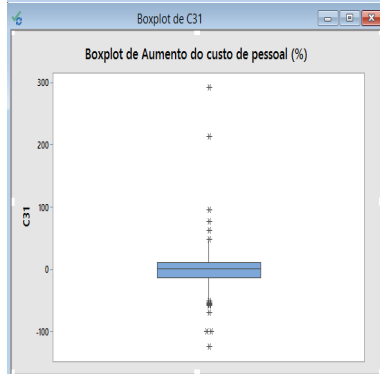 Boxplot de C31
Boxplot de Aumento do custo de pessoal (%)
300
200
100
0
-100
C31